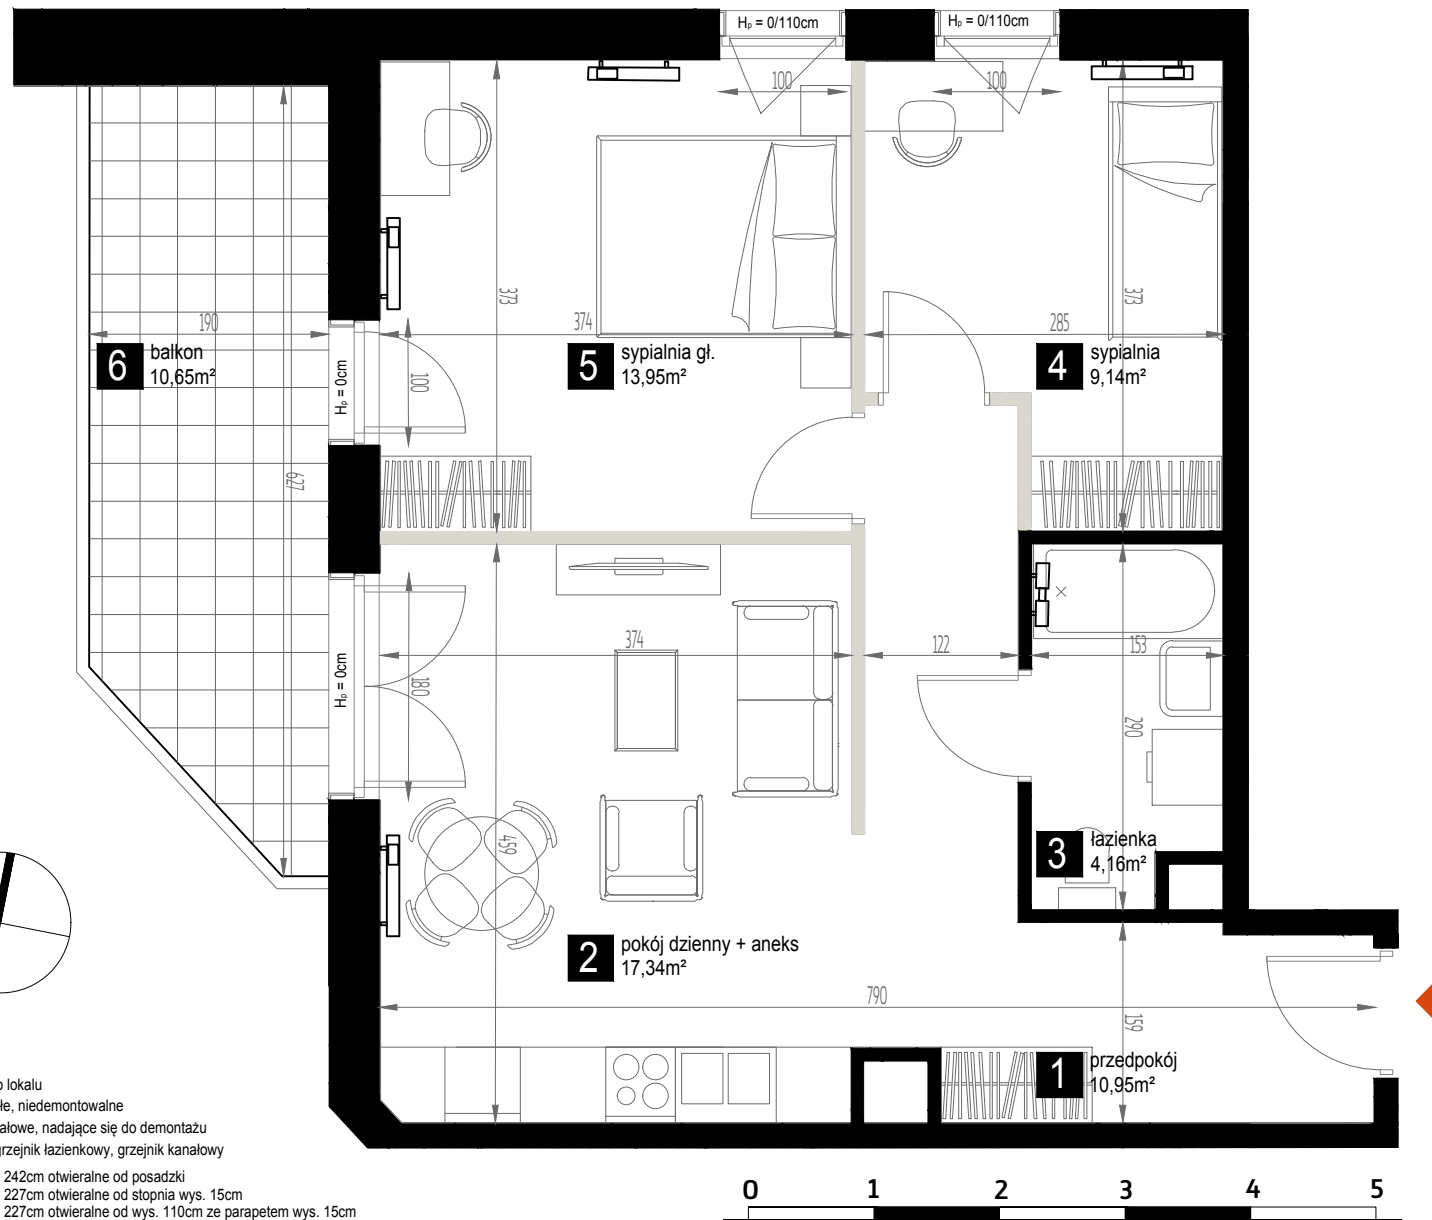 Hₚ = 0/110cm
Hₚ = 0/110cm
100
100
373
373
190
374
285
6 balkon
10,65m²
Hₚ = 0cm
100
5 sypialnia gł.
13,95m²
4 sypialnia
9,14m²
627
374
122
153
Hₚ = 0cm
180
290
459
3 łazienka
4,16m²
2 pokój dzienny + aneks
17,34m²
790
159
1 przedpokój
10,95m²
lokalu
niedemontowalne
nadające się do demontażu
grzejnik łazienkowy, grzejnik kanałowy
242cm otwieralne od posadzki
227cm otwieralne od stopnia wys. 15cm
227cm otwieralne od wys. 110cm ze parapetem wys. 15cm
0 1 2 3 4 5